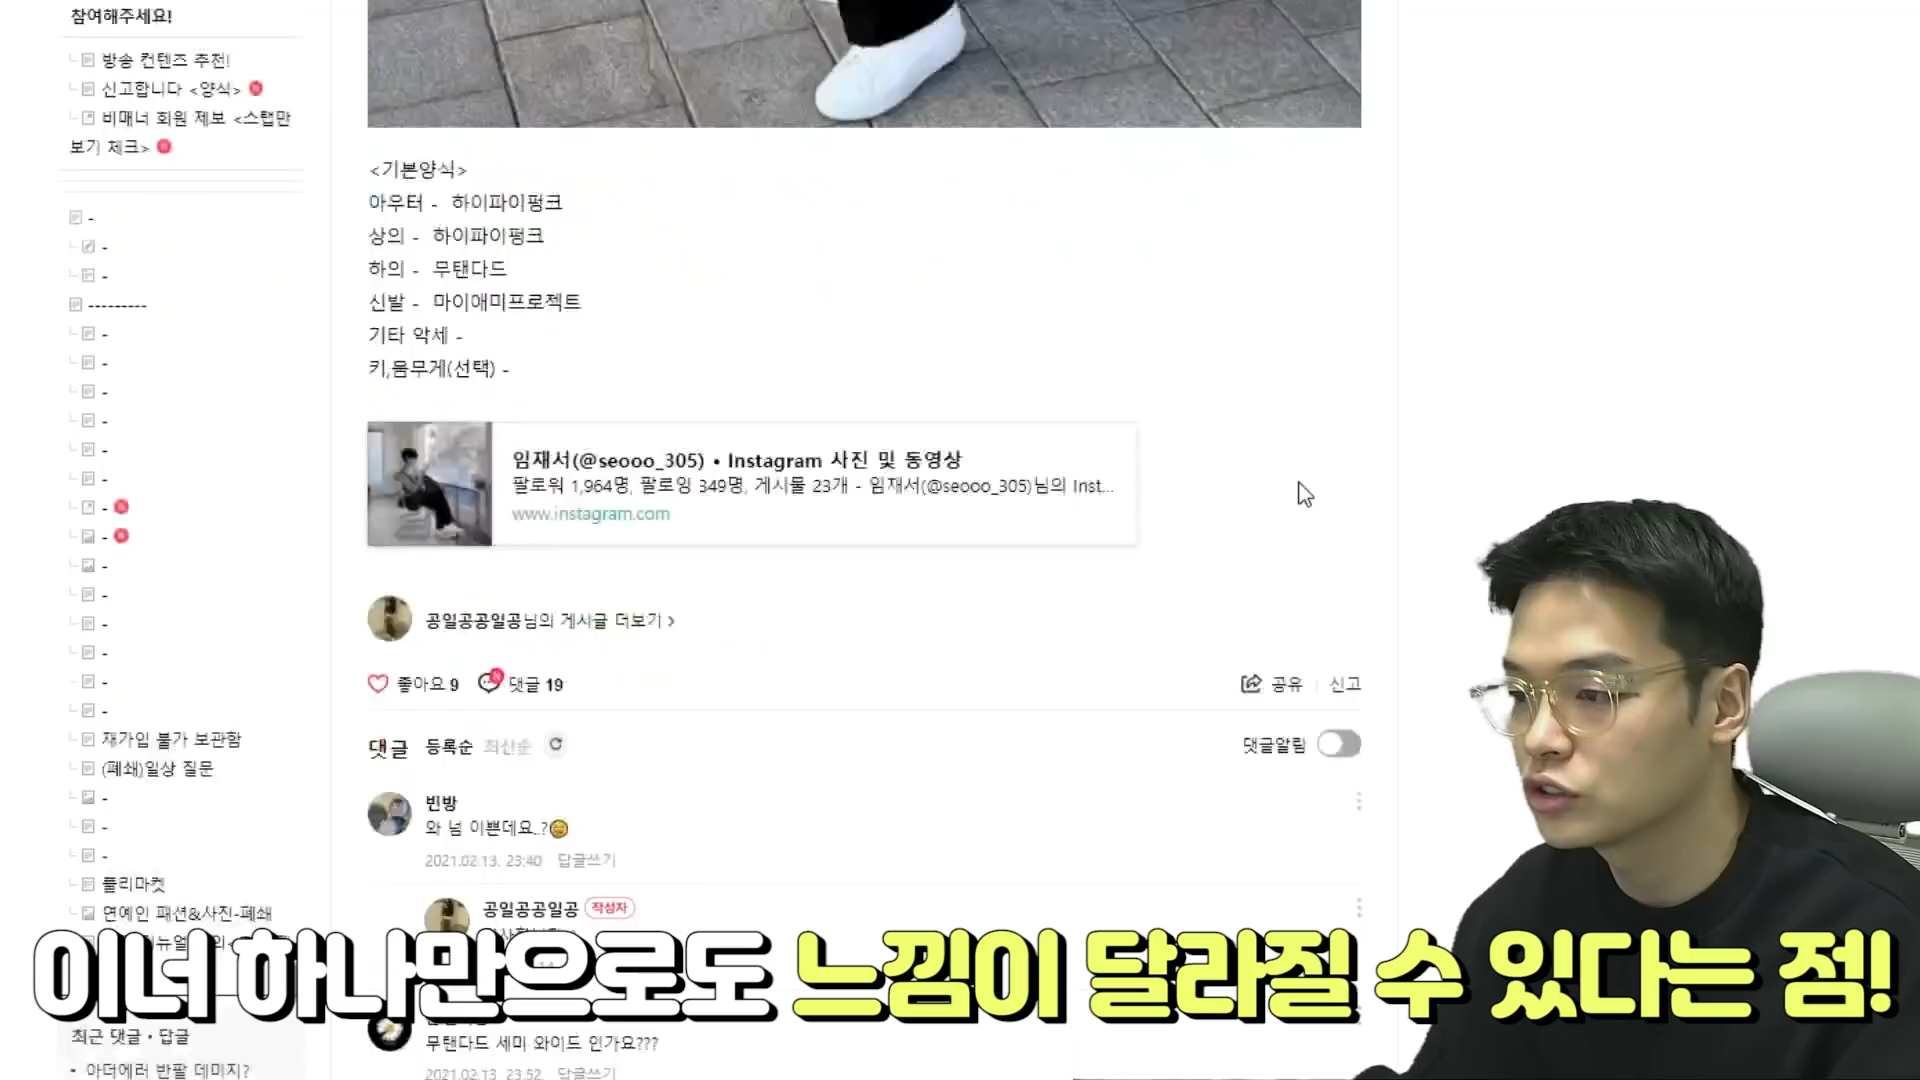 참여해주세요!
방송 컨텐즈 추천!
신고합니다 <양식>
비매너 회원 제보 <스탭만
보기 체크>
-
-
-
---------
-
-
-
-
-
-
-
-
-
-
-
-
-
-
재가입 불가 보관함
(폐쇄)일상 질문
-
-
-
플리마켓
연예인 패션&사진-폐쇄
최근 댓글 • 답글
• 아더에러 반팔 데미지?
<기본양식>
아우터 - 하이파이펑크
상의 - 하이파이펑크
하의 - 무탠다드
신발 - 마이애미프로젝트
기타 악세 -
키,몸무게(선택) -
임재서(@seooo_305) • Instagram 사진 및 동영상
팔로워 1,964명, 팔로잉 349명, 게시물 23개 - 임재서(@seooo_305)님의 Inst...
www.instagram.com
공일공공일공님의 게시글 더보기 >
좋아요 9 댓글 19
공유 신고
댓글 등록순 최신순
댓글알림
빈방
와 넘 이쁜데요..?
2021.02.13. 23:40 답글쓰기
공일공공일공 작성자
무탠다드 세미 와이드 인가요???
2021.02.13. 23:52. 답글쓰기
이너 하나만으로도 느낌이 달라질 수 있다는 점!